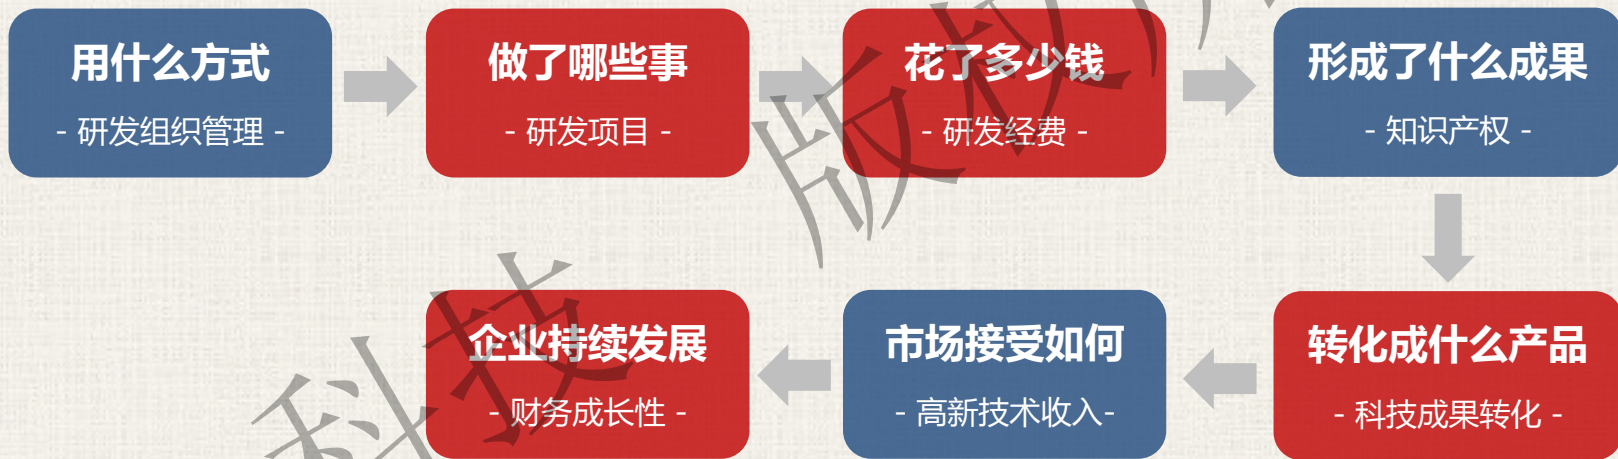 用什么方式
- 研发组织管理 -
做了哪些事
- 研发项目 -
花了多少钱
- 研发经费 -
形成了什么成果
- 知识产权 -
转化成什么产品
- 科技成果转化 -
市场接受如何
- 高新技术收入-
企业持续发展
- 财务成长性 -
科技
版权